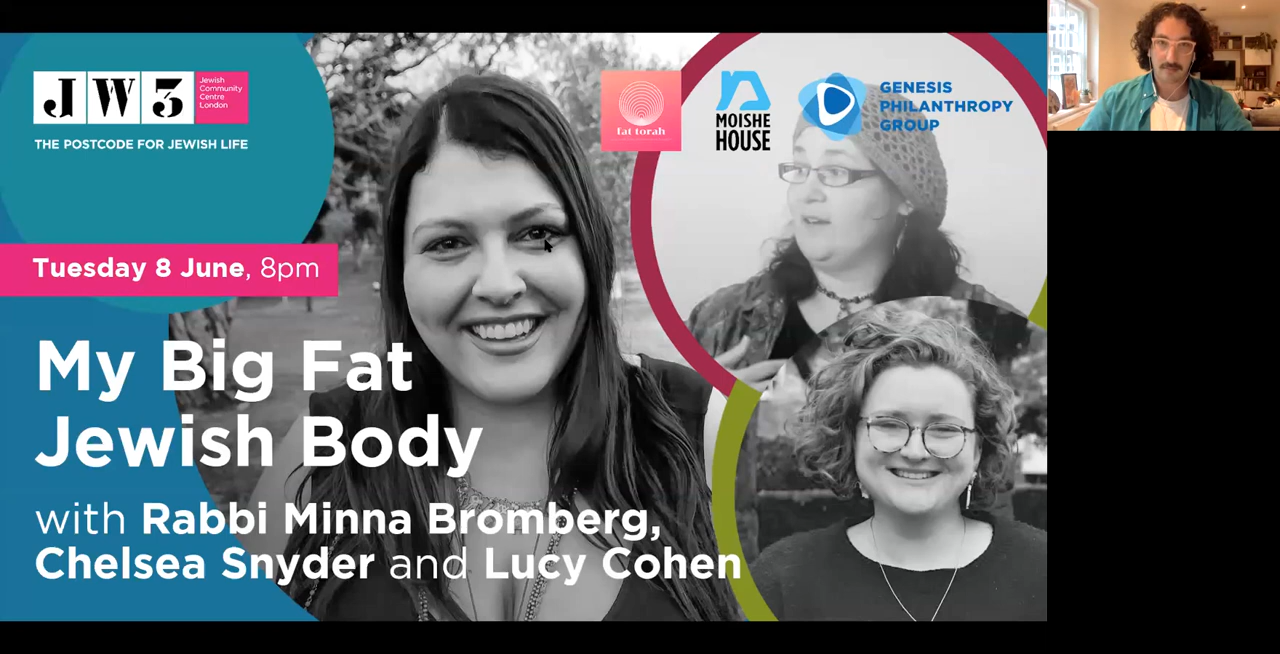 JW3
Jewish
Community
Centre
London
THE POSTCODE FOR JEWISH LIFE
fat torah
MOISHE
HOUSE
GENESIS
PHILANTHROPY
GROUP
Tuesday 8 June, 8pm
My Big Fat
Jewish Body
with Rabbi Minna Bromberg,
Chelsea Snyder and Lucy Cohen